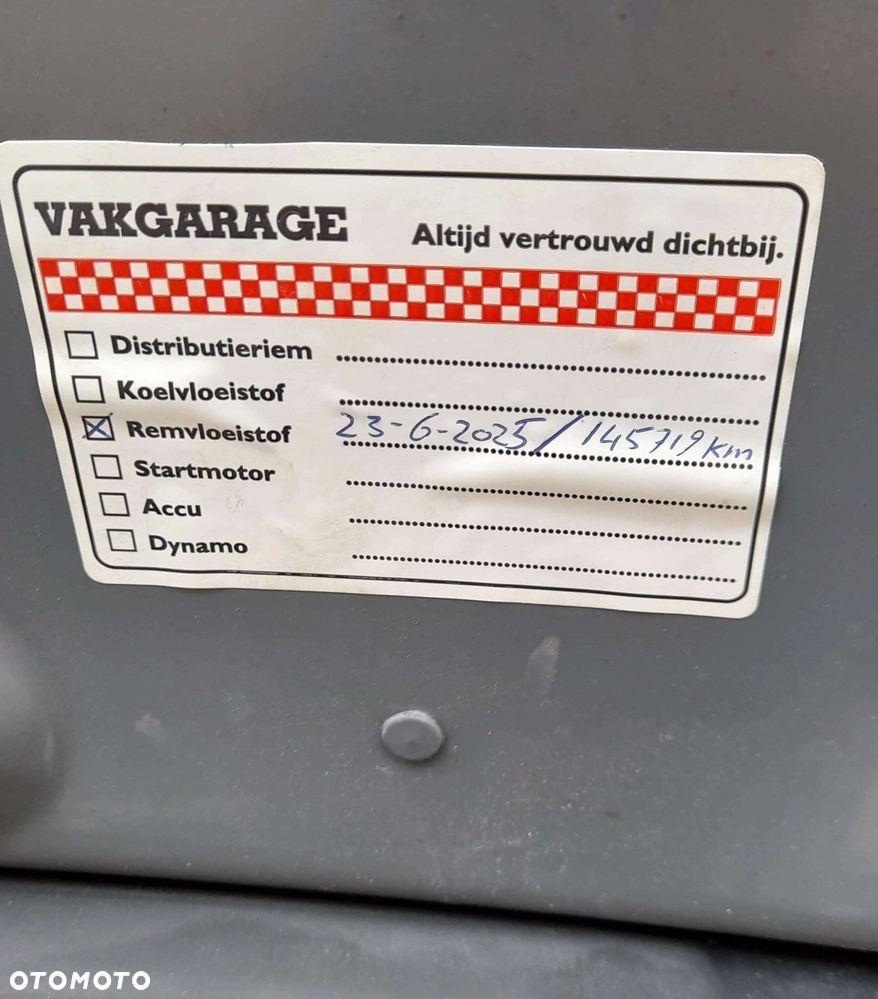 VAKGARAGE Altijd vertrouwd dichtbij.
Distributieriem
Koelvloeistof
Remvloeistof 23-6-2025 / 145719 km
Startmotor
Accu
Dynamo
OTOMOTO